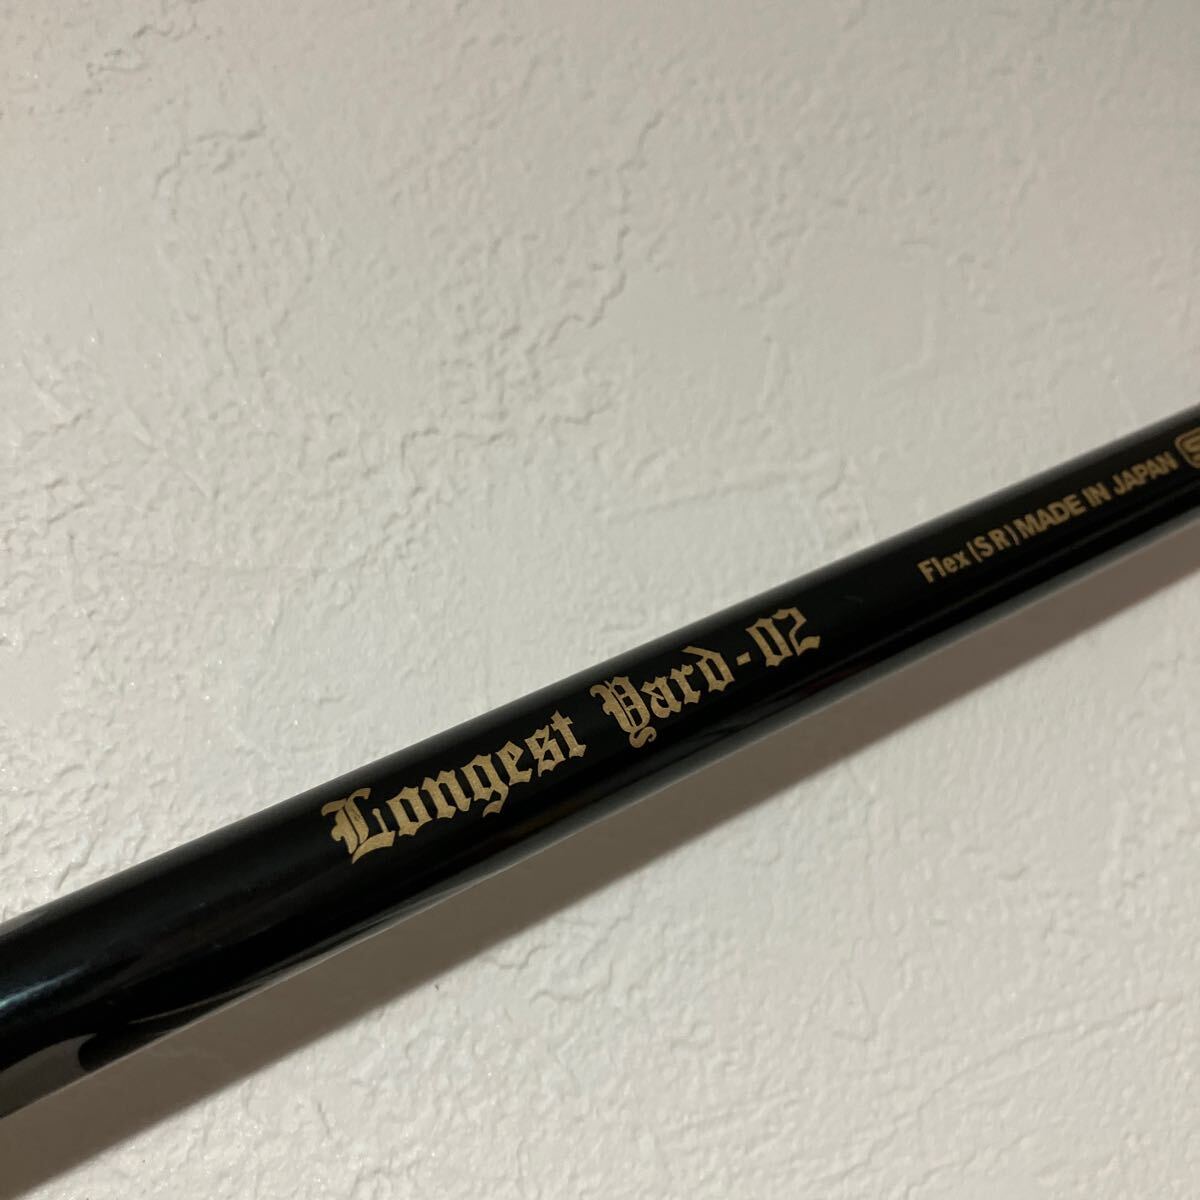 Longest Yard-02
Flex(SR) MADE IN JAPAN